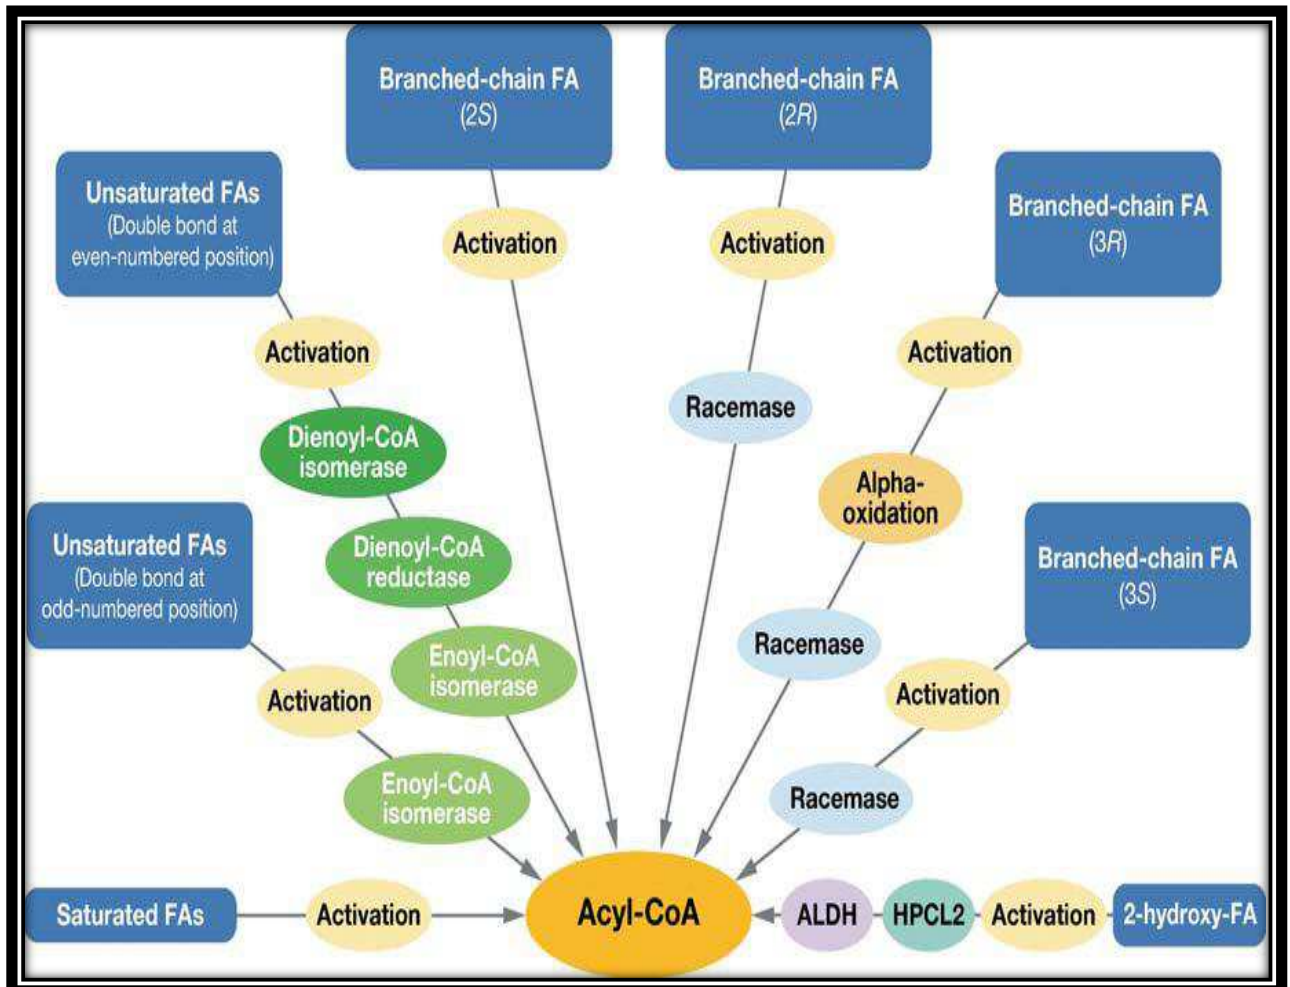 Branched-chain FA
(2S)
Branched-chain FA
(2R)
Unsaturated FAs
(Double bond at
even-numbered position)
Branched-chain FA
(3R)
Activation
Activation
Activation
Activation
Racemase
Dienoyl-CoA
isomerase
Alpha-
oxidation
Unsaturated FAs
(Double bond at
odd-numbered position)
Dienoyl-CoA
reductase
Branched-chain FA
(3S)
Enoyl-CoA
isomerase
Racemase
Activation
Activation
Enoyl-CoA
isomerase
Racemase
Saturated FAs
Activation
Acyl-CoA
ALDH
HPCL2
Activation
2-hydroxy-FA